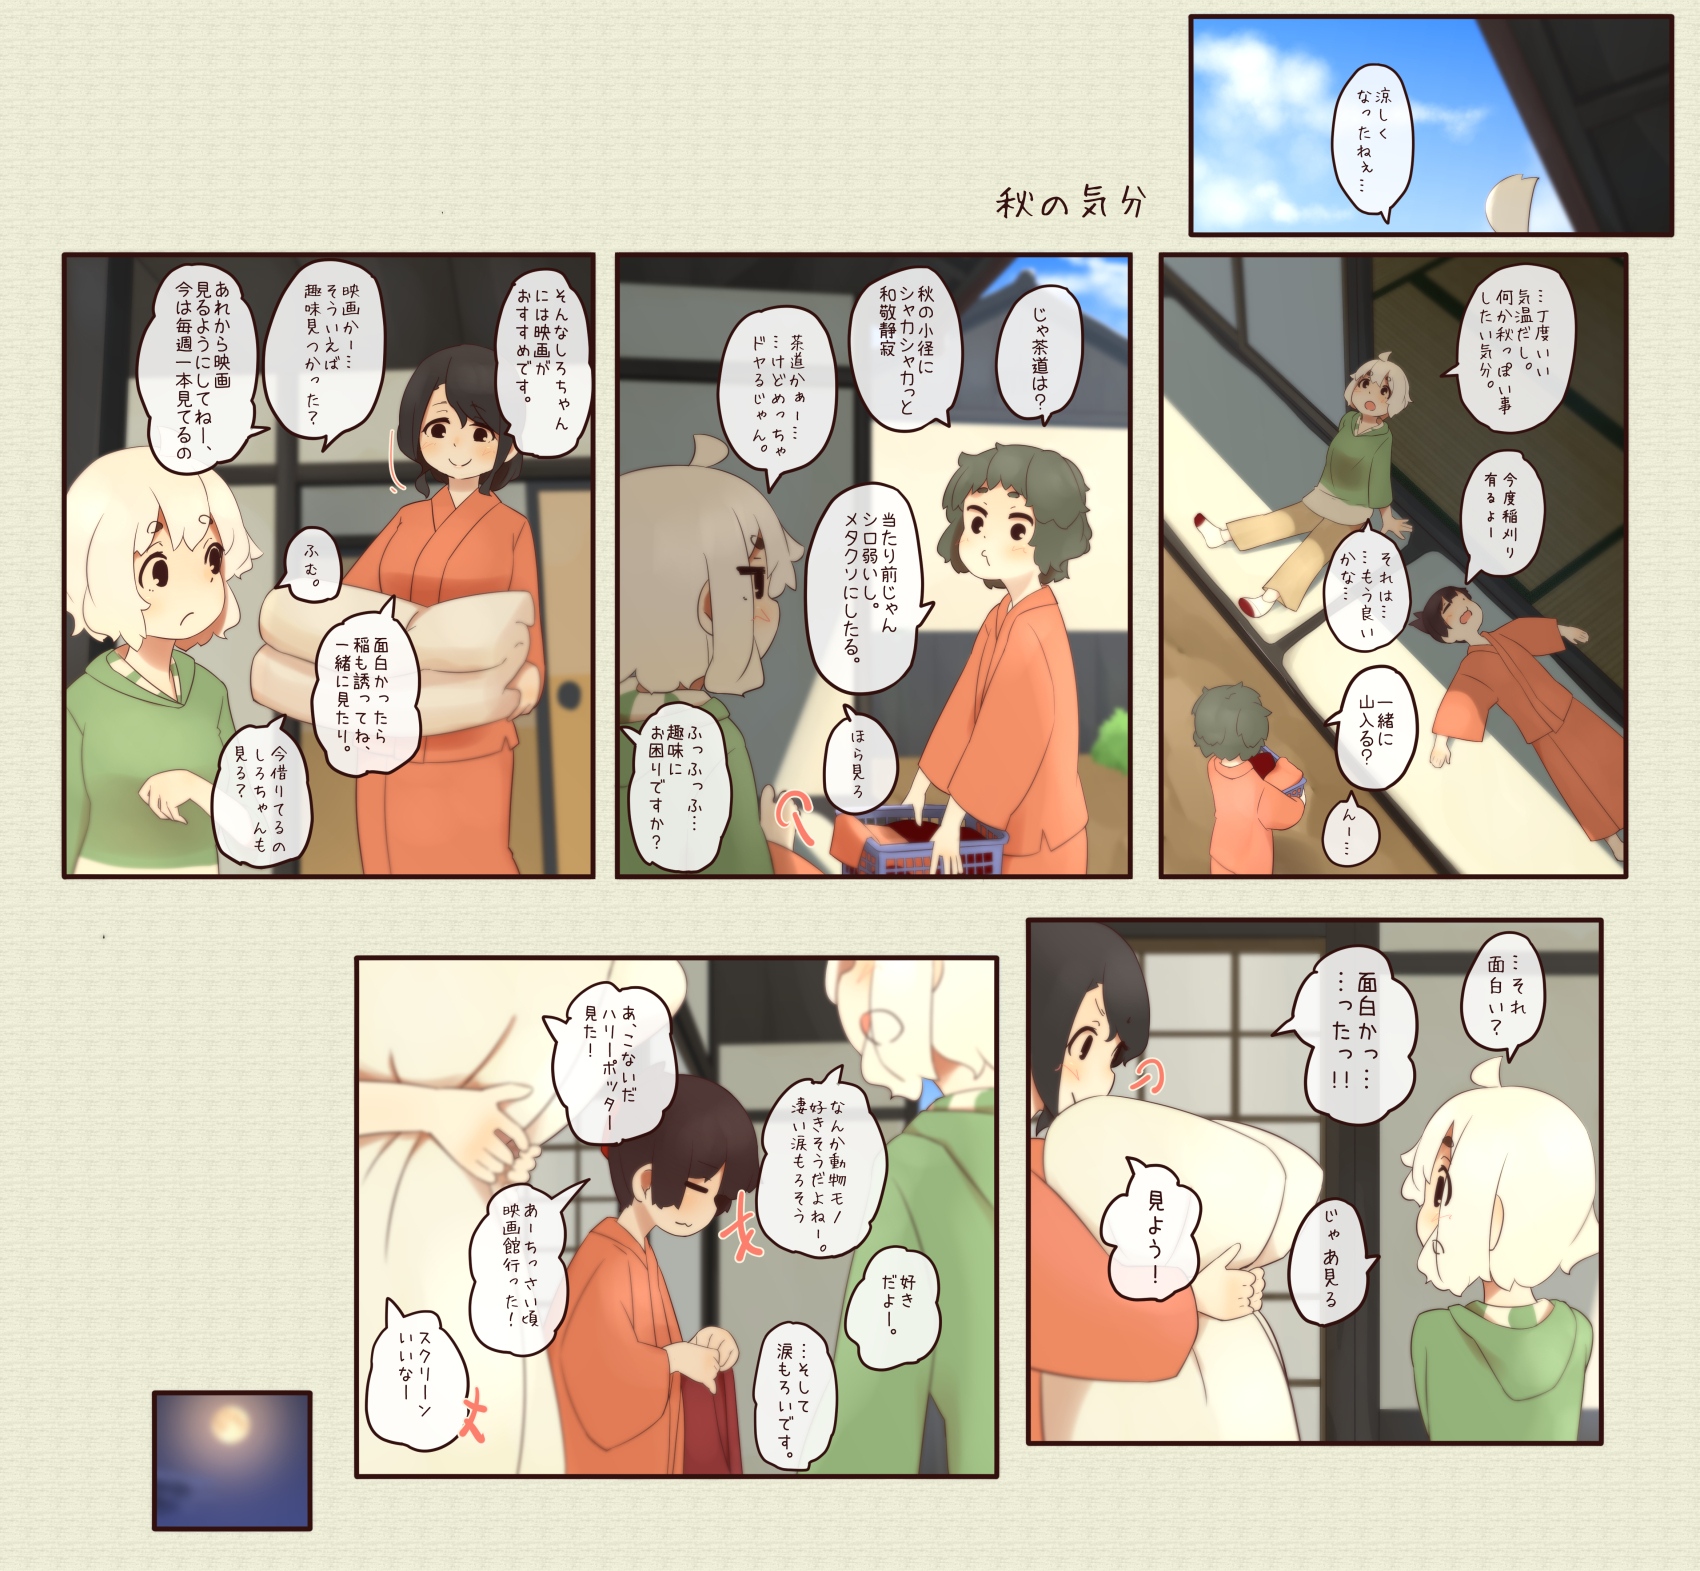 涼しく
なったねぇ…
秋の気分
…丁度いい
気温だし。
何か秋っぽい事
したい気分。
今度稲刈り
有るよー
それは…
…もう良い
かな…
一緒に
山入る？
んー…
じゃ茶道は？
秋の小径に
シャカシャカっと
和敬静寂
茶道かぁー…
…けどめっちゃ
ドヤるじゃん。
当たり前じゃん
シロ弱いし。
メタクソにしたる。
ほら見ろ
ふっふっふ…
趣味に
お困りですか？
そんなしろちゃん
には映画が
おすすめです。
映画かー…
そういえば
趣味見つかった？
あれから映画
見るようにしてねー、
今は毎週一本見てるの
ふむ。
面白かったら
稲も誘ってね、
一緒に見たり。
今借りてるの
しろちゃんも
見る？
…それ
面白い？
面白かっ…
…ったっ!!
見よう！
じゃあ見る
あ、こないだ
ハリーポッター
見た！
なんか動物モノ
好きそうだよねー。
凄い涙もろそう
好き
だよー。
…そして
涙もろいです。
あーちっさい頃
映画館行った！
スクリーン
いいなー